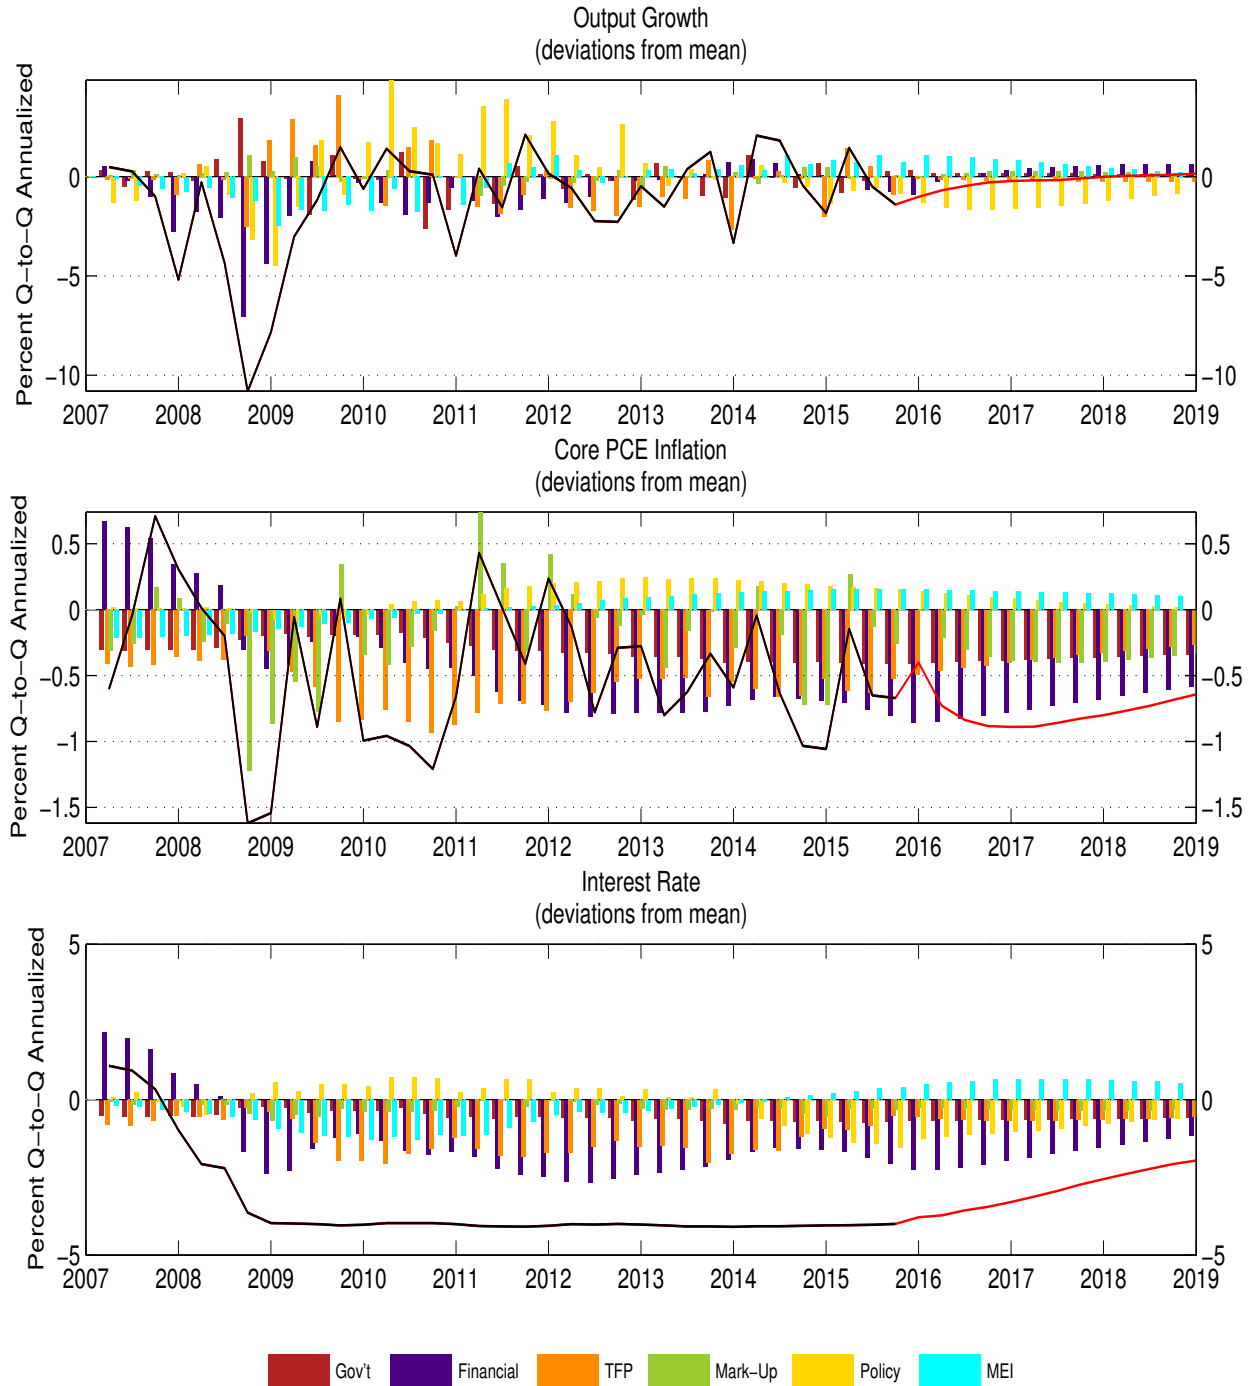 Output Growth
(deviations from mean)
Percent Q−to−Q Annualized
0 0
−5 −5
−10 −10
2007 2008 2009 2010 2011 2012 2013 2014 2015 2016 2017 2018 2019
Core PCE Inflation
(deviations from mean)
Percent Q−to−Q Annualized
0.5 0.5
0 0
−0.5 −0.5
−1 −1
−1.5 −1.5
2007 2008 2009 2010 2011 2012 2013 2014 2015 2016 2017 2018 2019
Interest Rate
(deviations from mean)
Percent Q−to−Q Annualized
5 5
0 0
−5 −5
2007 2008 2009 2010 2011 2012 2013 2014 2015 2016 2017 2018 2019
Gov't Financial TFP Mark−Up Policy MEI